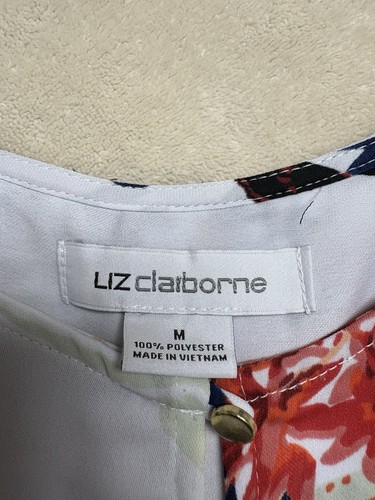 LIZ claiborne
M
100% POLYESTER
MADE IN VIETNAM